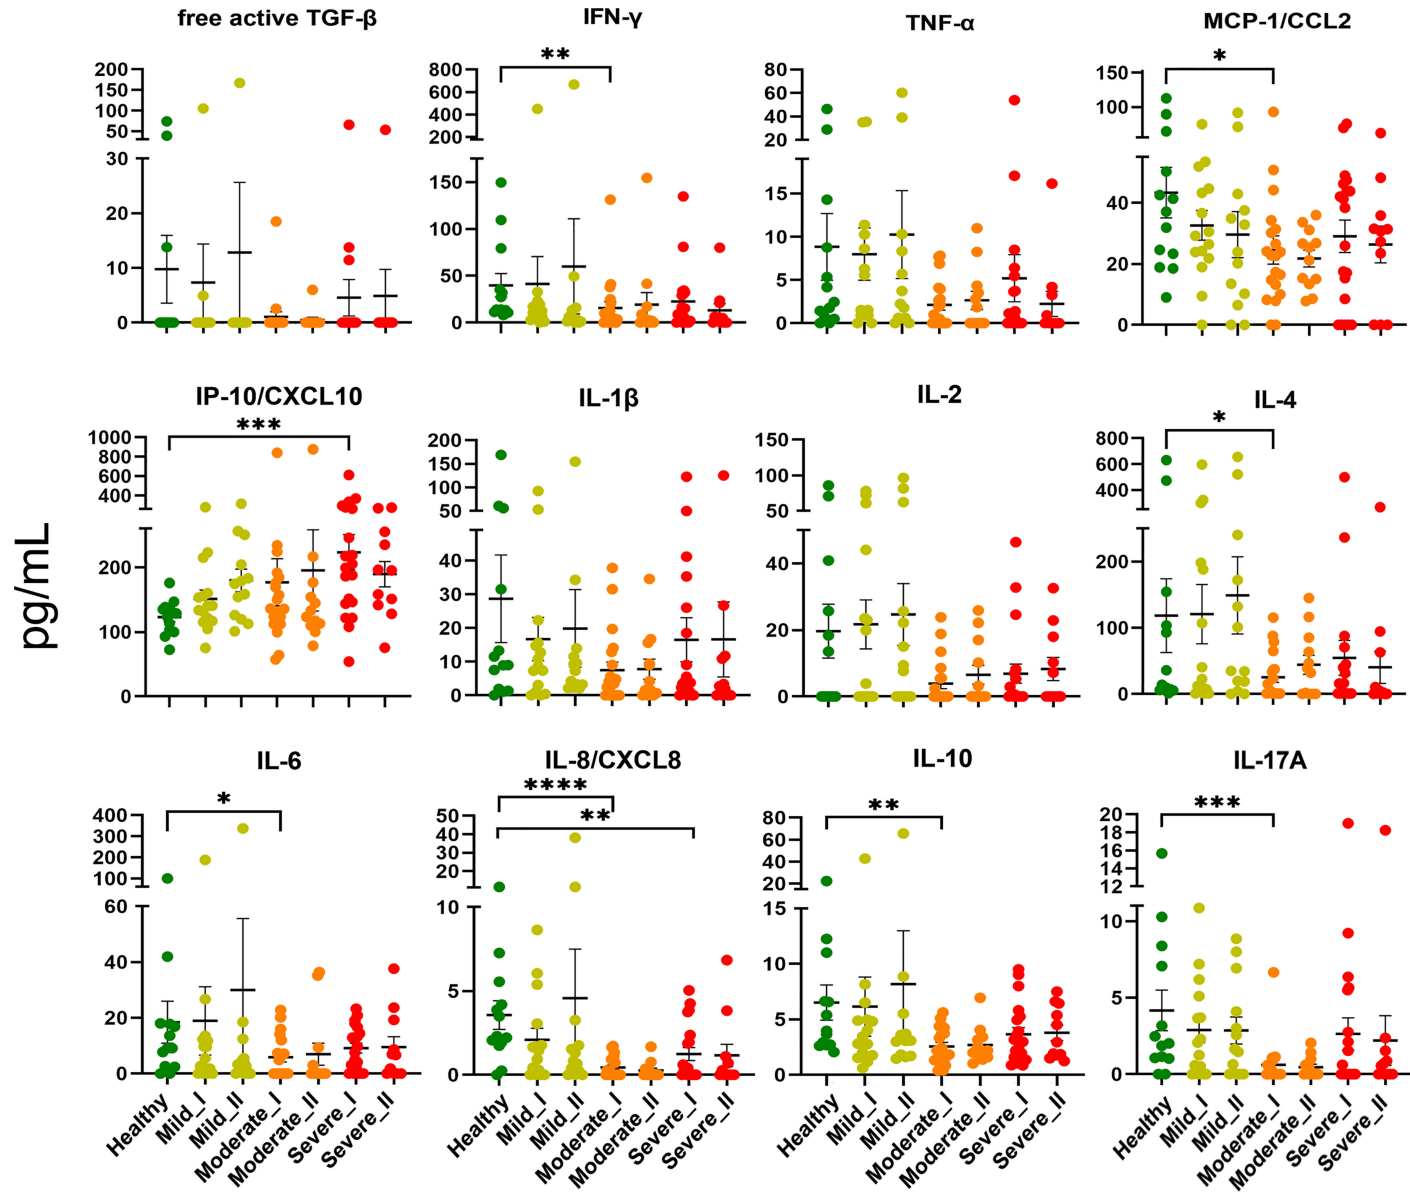 free active TGF-β
IFN-γ
TNF-α
MCP-1/CCL2
200
150
100
50
30
20
10
0
**
800
600
400
200
150
100
50
0
80
60
40
20
15
10
5
0
*
150
100
40
20
0
pg/mL
IP-10/CXCL10
IL-1β
IL-2
IL-4
***
1000
800
600
400
200
100
0
200
150
100
50
40
30
20
10
0
150
100
50
40
20
0
*
800
600
400
200
100
0
IL-6
IL-8/CXCL8
IL-10
IL-17A
*
400
300
200
100
60
40
20
0
****
**
50
40
30
20
10
5
0
**
80
60
40
20
15
10
5
0
***
20
18
16
14
12
10
5
0
Healthy
Mild_I
Mild_II
Moderate_I
Moderate_II
Severe_I
Severe_II
Healthy
Mild_I
Mild_II
Moderate_I
Moderate_II
Severe_I
Severe_II
Healthy
Mild_I
Mild_II
Moderate_I
Moderate_II
Severe_I
Severe_II
Healthy
Mild_I
Mild_II
Moderate_I
Moderate_II
Severe_I
Severe_II